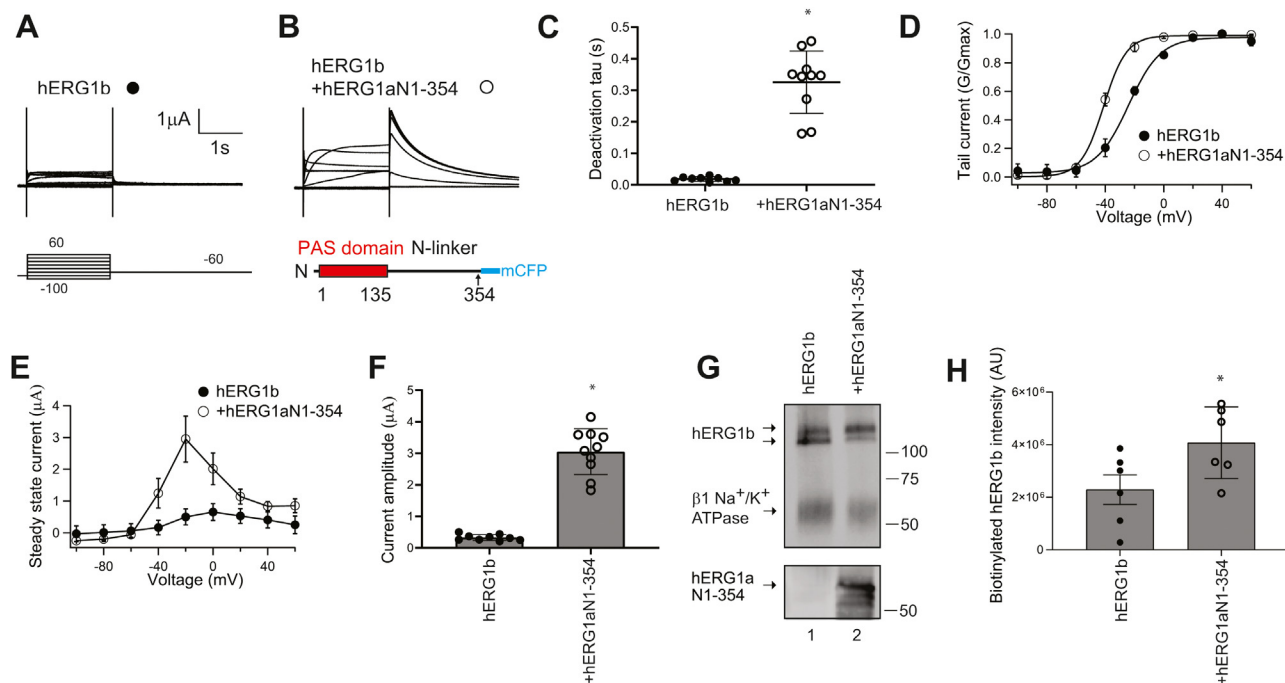 A
hERG1b
1μA
1s
60
-60
-100
B
hERG1b
+hERG1aN1-354
PAS domain N-linker
N
mCFP
1 135 354
C
*
Deactivation tau (s)
0.5
0.4
0.3
0.2
0.1
0.0
hERG1b +hERG1aN1-354
D
Tail current (G/Gmax)
1.0
0.8
0.6
0.4
0.2
0.0
hERG1b
+hERG1aN1-354
-80 -40 0 40
Voltage (mV)
E
hERG1b
+hERG1aN1-354
Steady state current (μA)
4
3
2
1
0
-80 -40 0 40
Voltage (mV)
F
*
Current amplitude (μA)
5
4
3
2
1
0
hERG1b
+hERG1aN1-354
G
hERG1b
+hERG1aN1-354
hERG1b
100
75
β1 Na+/K+
ATPase
50
hERG1a
N1-354
50
1 2
H
*
Biotinylated hERG1b intensity (AU)
6×10⁶
4×10⁶
2×10⁶
0
hERG1b
+hERG1aN1-354